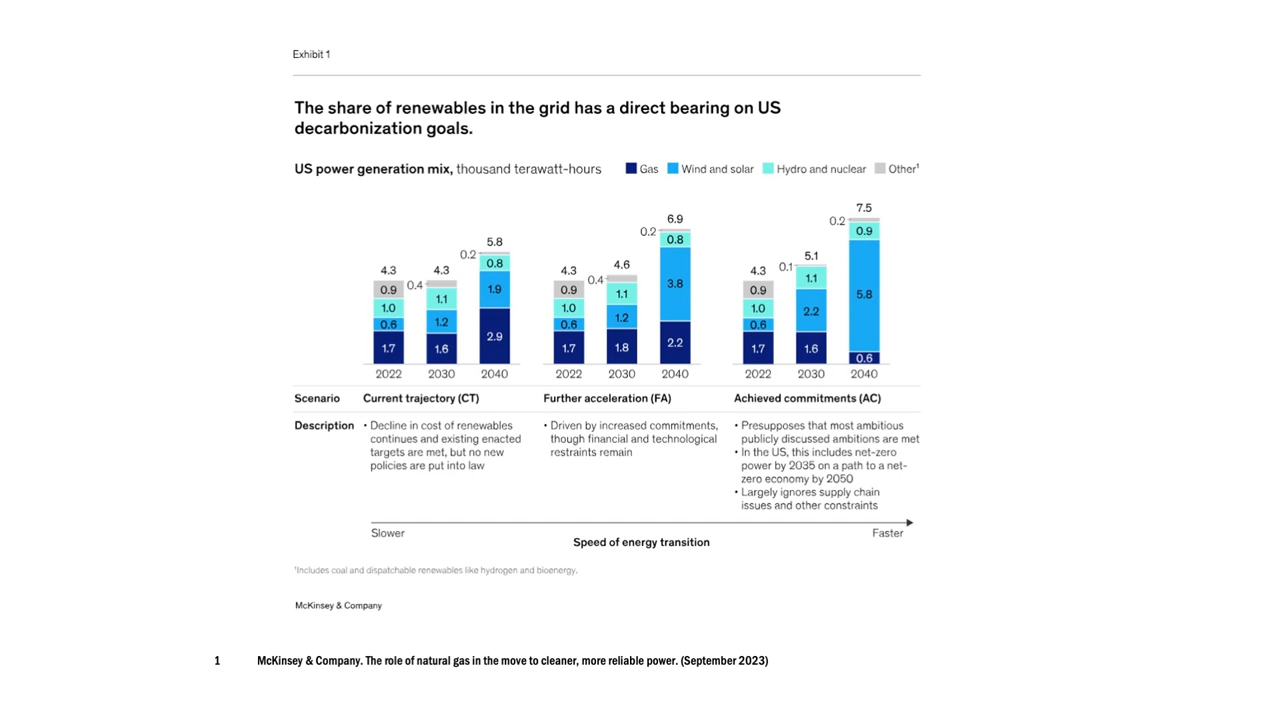 Exhibit 1
The share of renewables in the grid has a direct bearing on US
decarbonization goals.
US power generation mix, thousand terawatt-hours
Gas Wind and solar Hydro and nuclear Other¹
4.3 0.9 1.0 0.6 1.7 2022
4.3 0.4 1.1 1.2 1.6 2030
5.8 0.2 0.8 1.9 2.9 2040
4.3 0.9 1.0 0.6 1.7 2022
4.6 0.4 1.1 1.2 1.8 2030
6.9 0.2 0.8 3.8 2.2 2040
4.3 0.9 1.0 0.6 1.7 2022
5.1 0.1 1.1 2.2 1.6 2030
7.5 0.2 0.9 5.8 0.6 2040
Scenario
Current trajectory (CT)
Further acceleration (FA)
Achieved commitments (AC)
Description
• Decline in cost of renewables
continues and existing enacted
targets are met, but no new
policies are put into law
• Driven by increased commitments,
though financial and technological
restraints remain
• Presupposes that most ambitious
publicly discussed ambitions are met
• In the US, this includes net-zero
power by 2035 on a path to a net-
zero economy by 2050
• Largely ignores supply chain
issues and other constraints
Slower
Speed of energy transition
Faster
¹Includes coal and dispatchable renewables like hydrogen and bioenergy.
McKinsey & Company
1 McKinsey & Company. The role of natural gas in the move to cleaner, more reliable power. (September 2023)